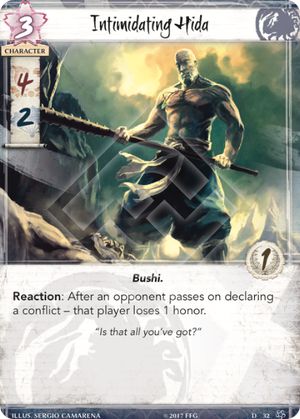 3
Intimidating Hida
CHARACTER
4
2
Bushi.
1
Reaction: After an opponent passes on declaring
a conflict – that player loses 1 honor.
“Is that all you’ve got?”
ILLUS. SERGIO CAMARENA
©2017 FFG
D 32